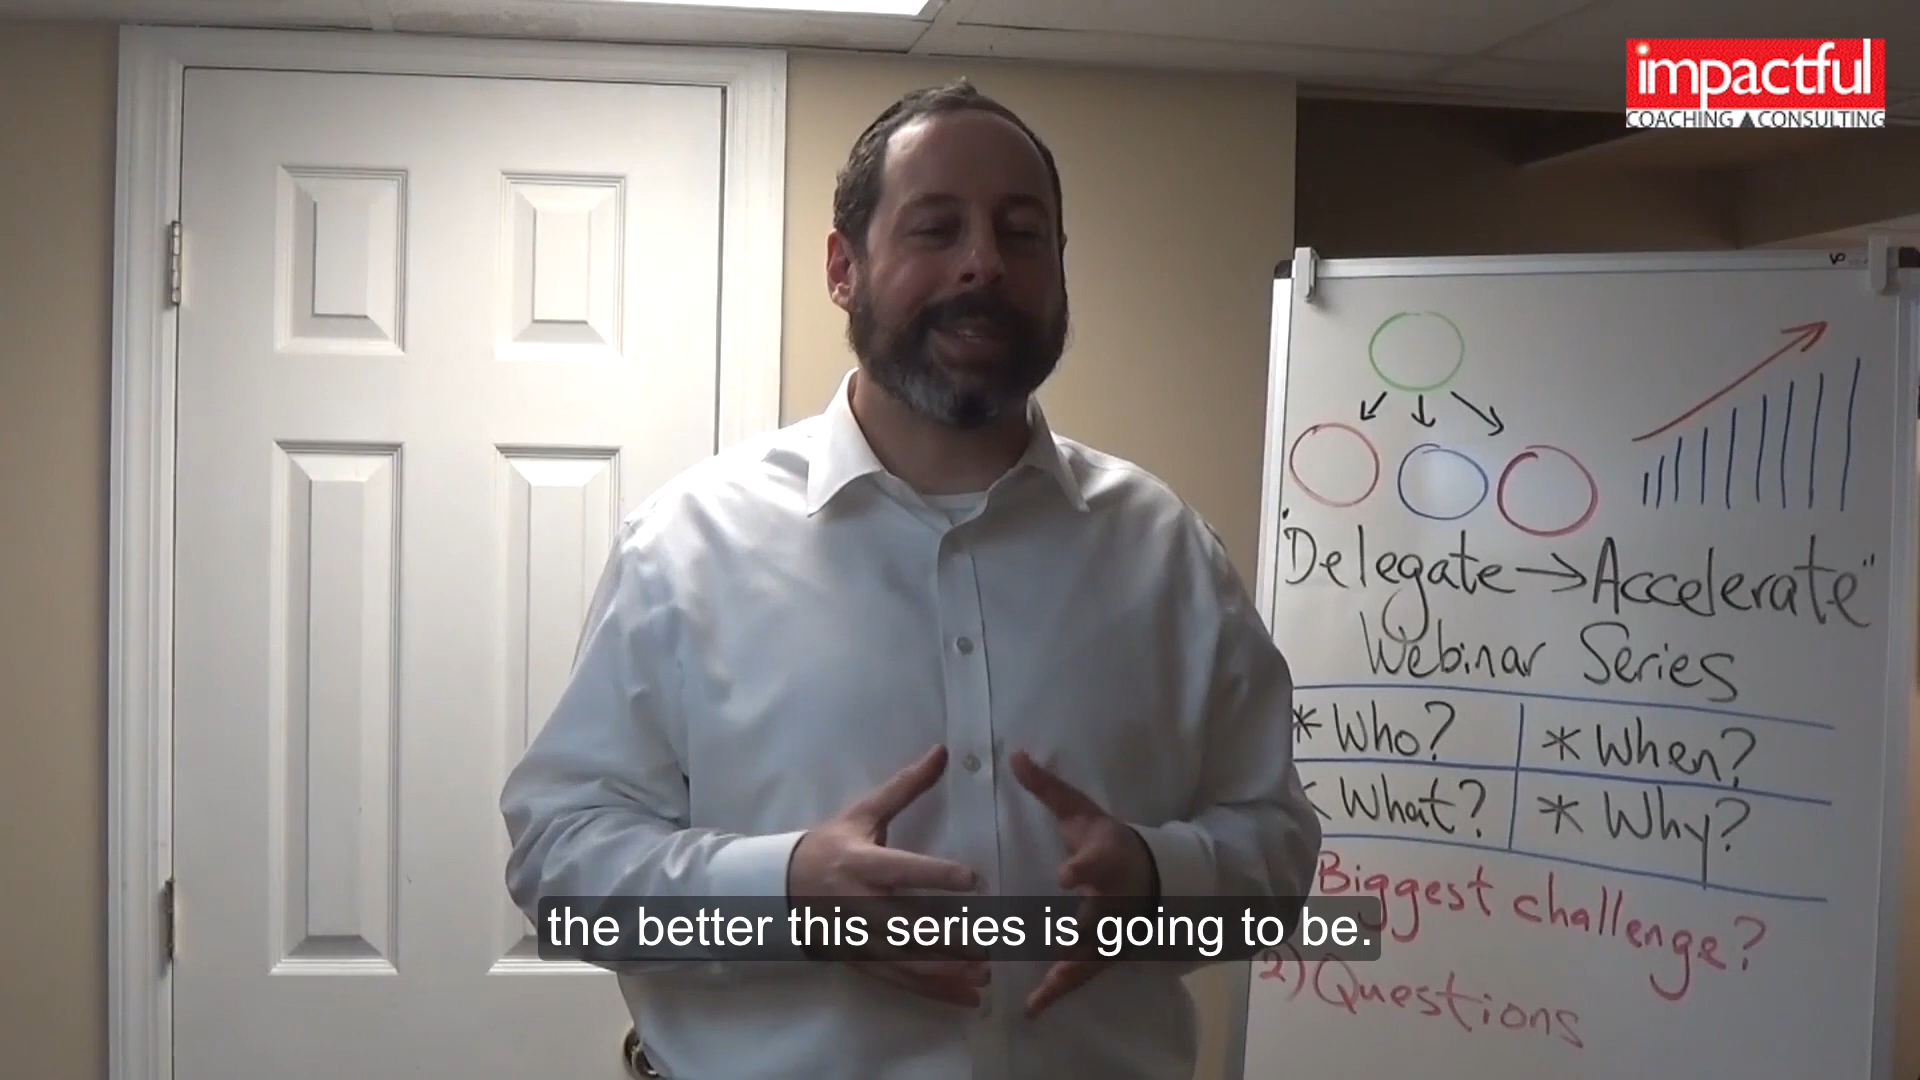 impactful
COACHING CONSULTING
"Delegate → Accelerate"
Webinar Series
* Who? * When?
* What? * Why?
Biggest challenge?
2) Questions
the better this series is going to be.